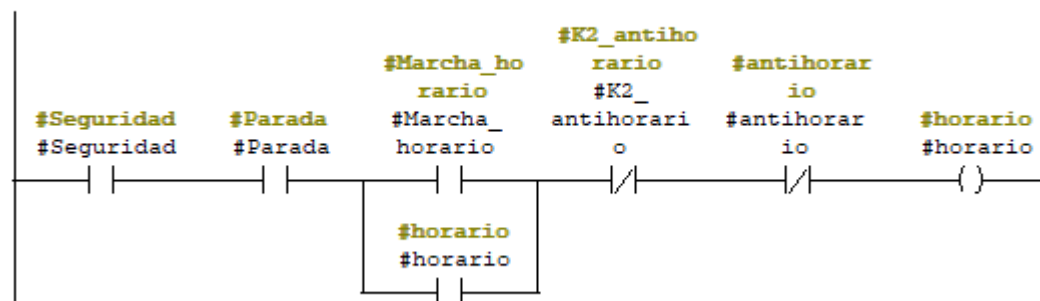 #K2_antiho
rario
#K2_
antihorari
o
#Marcha_ho
rario
#Marcha_
horario
#antihorar
io
#antihorar
io
#Seguridad
#Seguridad
#Parada
#Parada
#horario
#horario
#horario
#horario